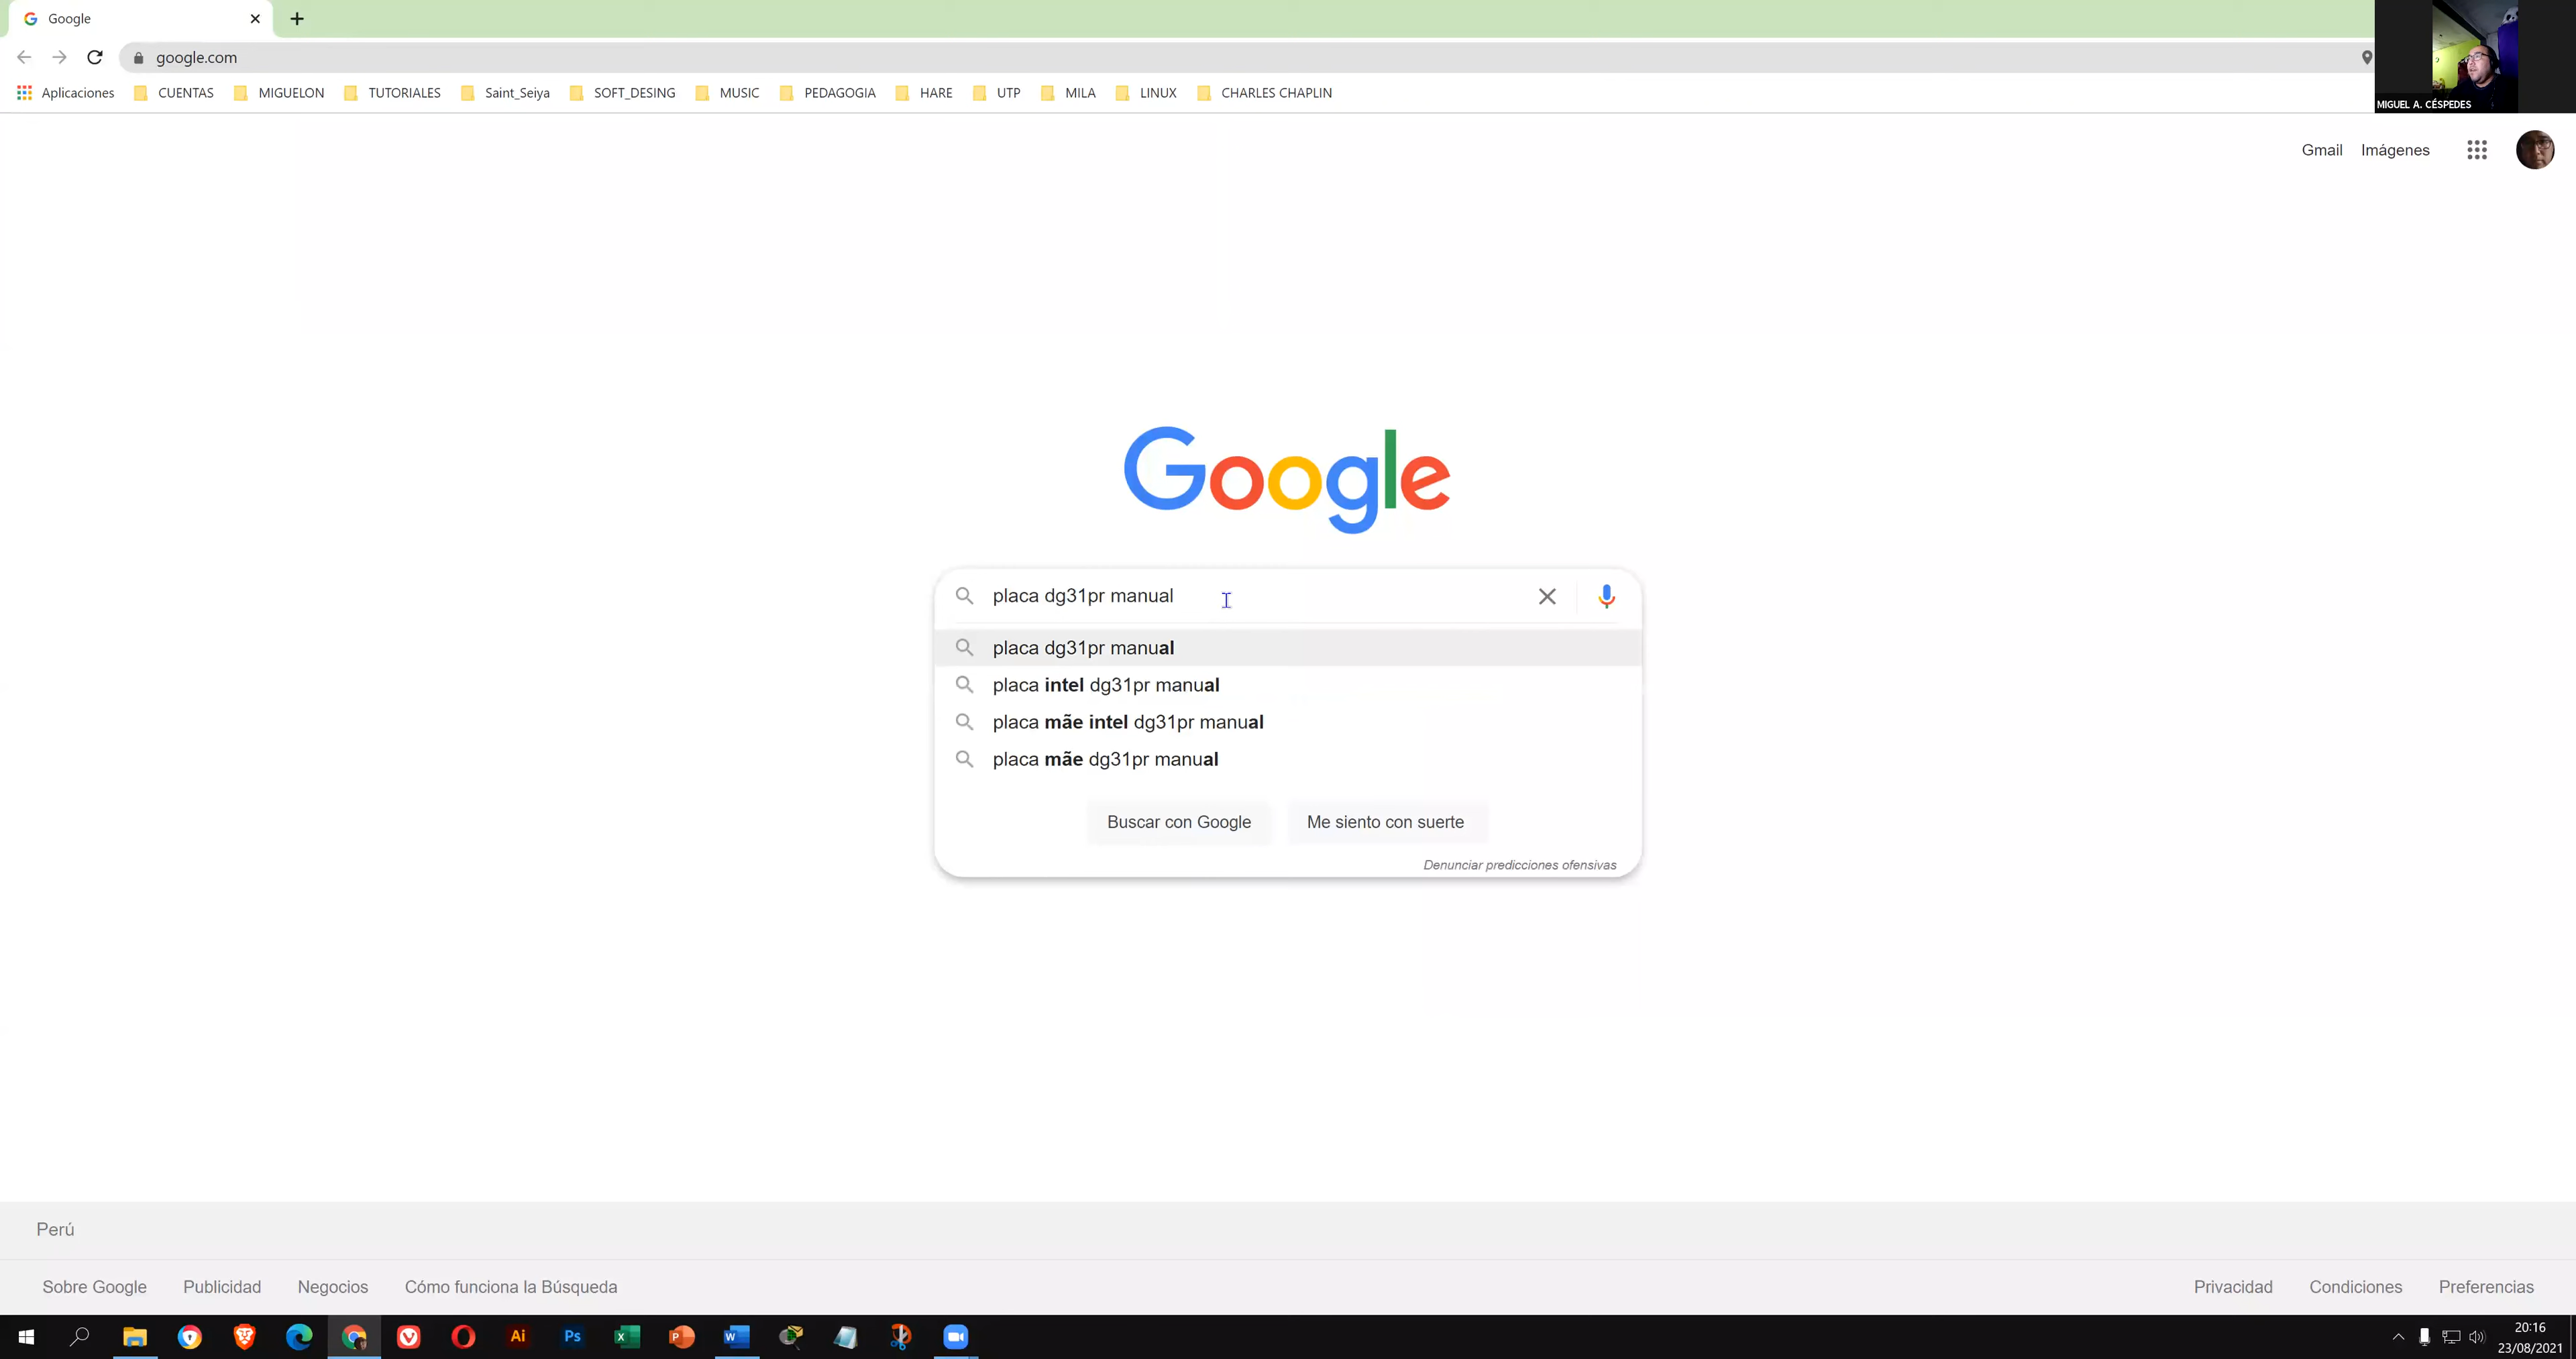 Google
google.com
Aplicaciones CUENTAS MIGUELON TUTORIALES Saint_Seiya SOFT_DESING MUSIC PEDAGOGIA HARE UTP MILA LINUX CHARLES CHAPLIN
MIGUEL A. CÉSPEDES
Gmail Imágenes
Google
placa dg31pr manual
placa dg31pr manual
placa intel dg31pr manual
placa mãe intel dg31pr manual
placa mãe dg31pr manual
Buscar con Google Me siento con suerte
Denunciar predicciones ofensivas
Perú
Sobre Google Publicidad Negocios Cómo funciona la Búsqueda Privacidad Condiciones Preferencias
Ai Ps X P W
20:16
23/08/2021